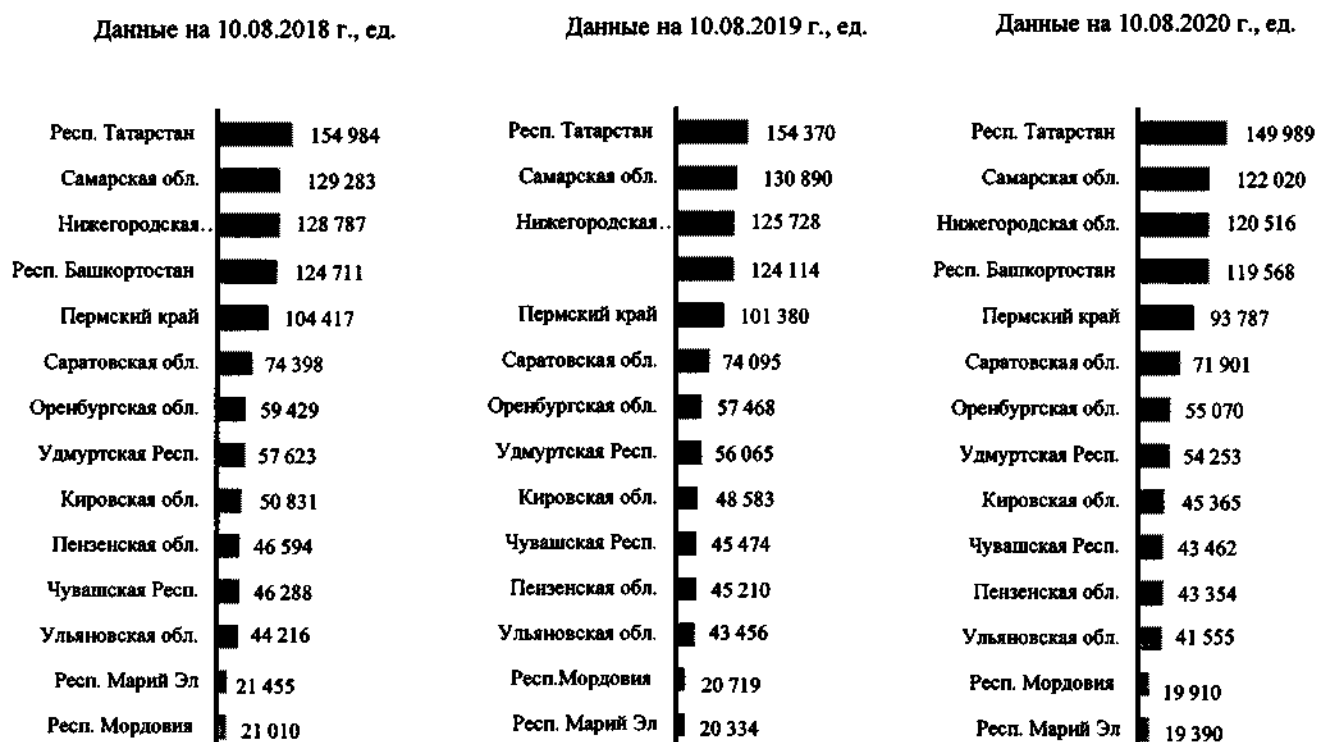 Данные на 10.08.2018 г., ед.
Респ. Татарстан 154 984
Самарская обл. 129 283
Нижегородская.. 128 787
Респ. Башкортостан 124 711
Пермский край 104 417
Саратовская обл. 74 398
Оренбургская обл. 59 429
Удмуртская Респ. 57 623
Кировская обл. 50 831
Пензенская обл. 46 594
Чувашская Респ. 46 288
Ульяновская обл. 44 216
Респ. Марий Эл 21 455
Респ. Мордовия 21 010
Данные на 10.08.2019 г., ед.
Респ. Татарстан 154 370
Самарская обл. 130 890
Нижегородская.. 125 728
124 114
Пермский край 101 380
Саратовская обл. 74 095
Оренбургская обл. 57 468
Удмуртская Респ. 56 065
Кировская обл. 48 583
Чувашская Респ. 45 474
Пензенская обл. 45 210
Ульяновская обл. 43 456
Респ.Мордовия 20 719
Респ. Марий Эл 20 334
Данные на 10.08.2020 г., ед.
Респ. Татарстан 149 989
Самарская обл. 122 020
Нижегородская обл. 120 516
Респ. Башкортостан 119 568
Пермский край 93 787
Саратовская обл. 71 901
Оренбургская обл. 55 070
Удмуртская Респ. 54 253
Кировская обл. 45 365
Чувашская Респ. 43 462
Пензенская обл. 43 354
Ульяновская обл. 41 555
Респ. Мордовия 19 910
Респ. Марий Эл 19 390